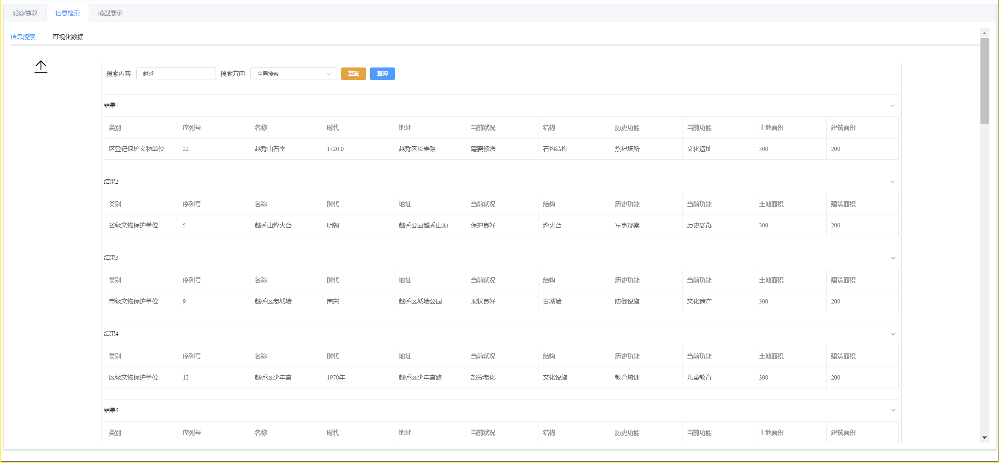 轮廓提取 信息检索 模型展示
信息搜索 可视化数据
搜索内容 越秀 搜索方向 全局搜索 重置 查询
结果1
类别 序列号 名称 时代 地址 当前状况 结构 历史功能 当前功能 土地面积 建筑面积
区登记保护文物单位 22 越秀山石室 1720.0 越秀区长寿路 需要修缮 石构结构 祭祀场所 文化遗址 300 200
结果2
类别 序列号 名称 时代 地址 当前状况 结构 历史功能 当前功能 土地面积 建筑面积
省级文物保护单位 5 越秀山烽火台 明朝 越秀公园越秀山顶 保护良好 烽火台 军事观察 历史展览 300 200
结果3
类别 序列号 名称 时代 地址 当前状况 结构 历史功能 当前功能 土地面积 建筑面积
市级文物保护单位 9 越秀区老城墙 南宋 越秀区城墙公园 现状良好 古城墙 防御设施 文化遗产 300 200
结果4
类别 序列号 名称 时代 地址 当前状况 结构 历史功能 当前功能 土地面积 建筑面积
区级文物保护单位 12 越秀区少年宫 1970年 越秀区少年宫路 部分老化 文化设施 教育培训 儿童教育 300 200
结果5
类别 序列号 名称 时代 地址 当前状况 结构 历史功能 当前功能 土地面积 建筑面积